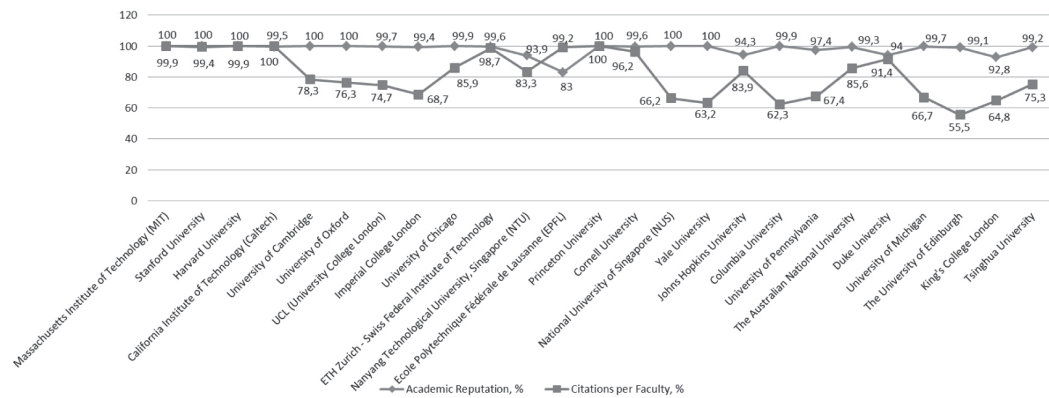 120
100
80
60
40
20
0
100 100 100 99,5 100 100 99,7 99,4 99,9 99,6 93,9 99,2 100 99,6 100 100 94,3 99,9 97,4 99,3 94 99,7 99,1 92,8 99,2
99,9 99,4 99,9 100 78,3 76,3 74,7 68,7 85,9 98,7 83,3 83 96,2 66,2 63,2 83,9 62,3 67,4 85,6 91,4 66,7 55,5 64,8 75,3
Massachusetts Institute of Technology (MIT)
Stanford University
Harvard University
California Institute of Technology (Caltech)
University of Cambridge
University of Oxford
UCL (University College London)
Imperial College London
University of Chicago
ETH Zurich - Swiss Federal Institute of Technology
Nanyang Technological University, Singapore (NTU)
Ecole Polytechnique Fédérale de Lausanne (EPFL)
Princeton University
Cornell University
National University of Singapore (NUS)
Yale University
Johns Hopkins University
Columbia University
University of Pennsylvania
The Australian National University
Duke University
University of Michigan
The University of Edinburgh
King's College London
Tsinghua University
Academic Reputation, % Citations per Faculty, %